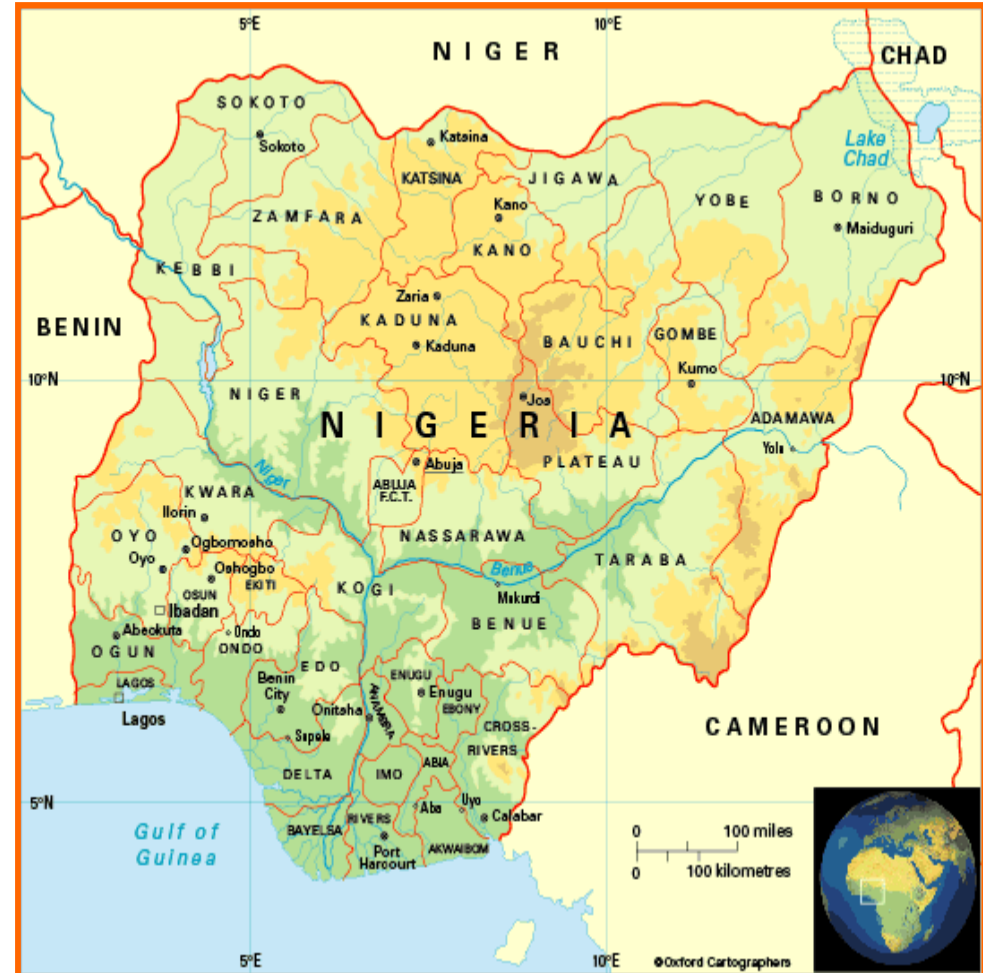 5°E
10°E
NIGER
CHAD
SOKOTO
Sokoto
Katsina
KATSINA
JIGAWA
Lake
Chad
ZAMFARA
Kano
KANO
YOBE
BORNO
Maiduguri
KEBBI
Zaria
KADUNA
Kaduna
BENIN
BAUCHI
GOMBE
Kumo
10°N
10°N
NIGER
Jos
NIGERIA
ADAMAWA
Yola
PLATEAU
Abuja
ABUJA
F.C.T.
Niger
KWARA
Ilorin
NASSARAWA
OYO
Ogbomosho
Oyo
Oshogbo
OSUN
EKITI
KOGI
Benue
TARABA
Makurdi
Ibadan
BENUE
Abeokuta
OGUN
Ondo
ONDO
EDO
LAGOS
Lagos
Benin
City
ENUGU
Enugu
EBONY
Onitsha
ANAMBRA
CROSS-
RIVERS
Sapele
CAMEROON
DELTA
IMO
ABIA
5°N
Aba
Uyo
Calabar
Gulf of
Guinea
BAYELSA
RIVERS
Port
Harcourt
AKWAIBOM
0
100 miles
0
100 kilometres
5°E
10°E
©Oxford Cartographers